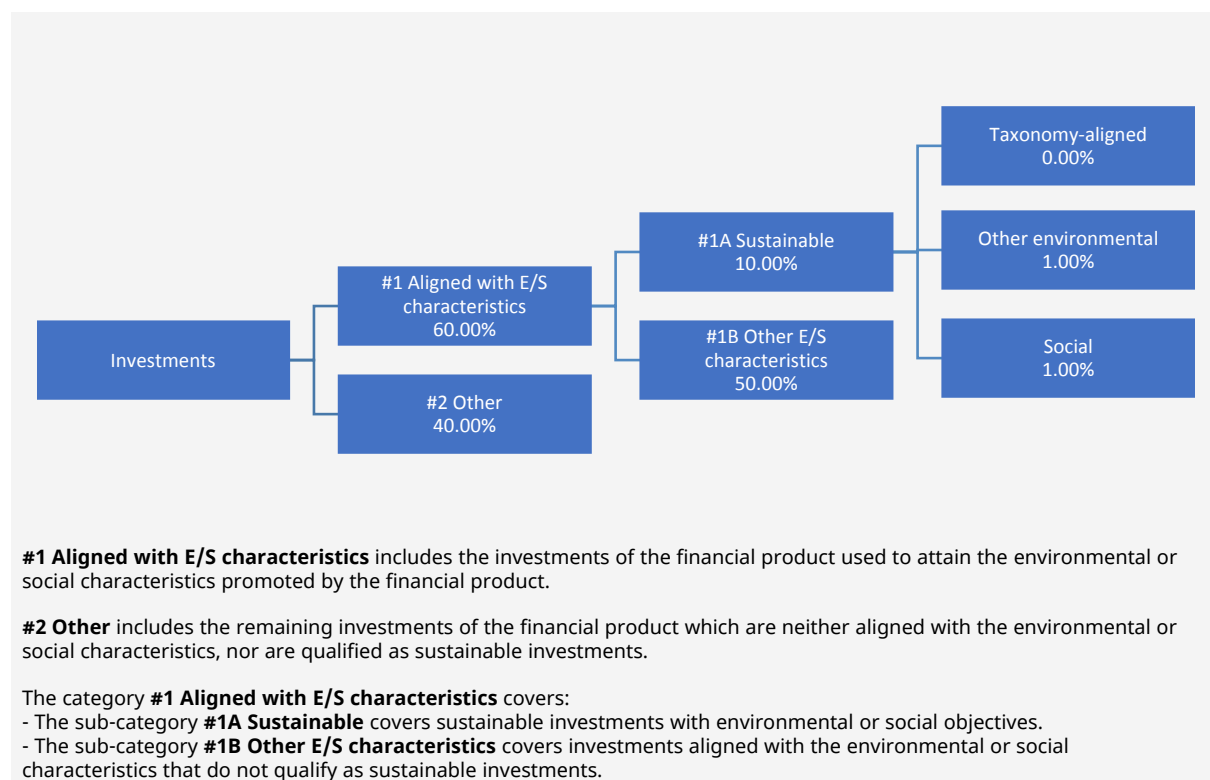 Investments
#1 Aligned with E/S
characteristics
60.00%
#2 Other
40.00%
#1A Sustainable
10.00%
#1B Other E/S
characteristics
50.00%
Taxonomy-aligned
0.00%
Other environmental
1.00%
Social
1.00%
#1 Aligned with E/S characteristics includes the investments of the financial product used to attain the environmental or
social characteristics promoted by the financial product.
#2 Other includes the remaining investments of the financial product which are neither aligned with the environmental or
social characteristics, nor are qualified as sustainable investments.
The category #1 Aligned with E/S characteristics covers:
- The sub-category #1A Sustainable covers sustainable investments with environmental or social objectives.
- The sub-category #1B Other E/S characteristics covers investments aligned with the environmental or social
characteristics that do not qualify as sustainable investments.